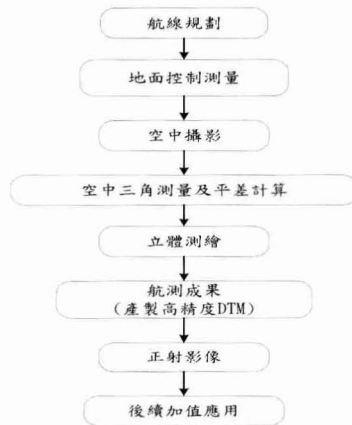 航線規劃
地面控制測量
空中攝影
空中三角測量及平差計算
立體測繪
航測成果
(產製高精度DTM)
正射影像
後續加值應用